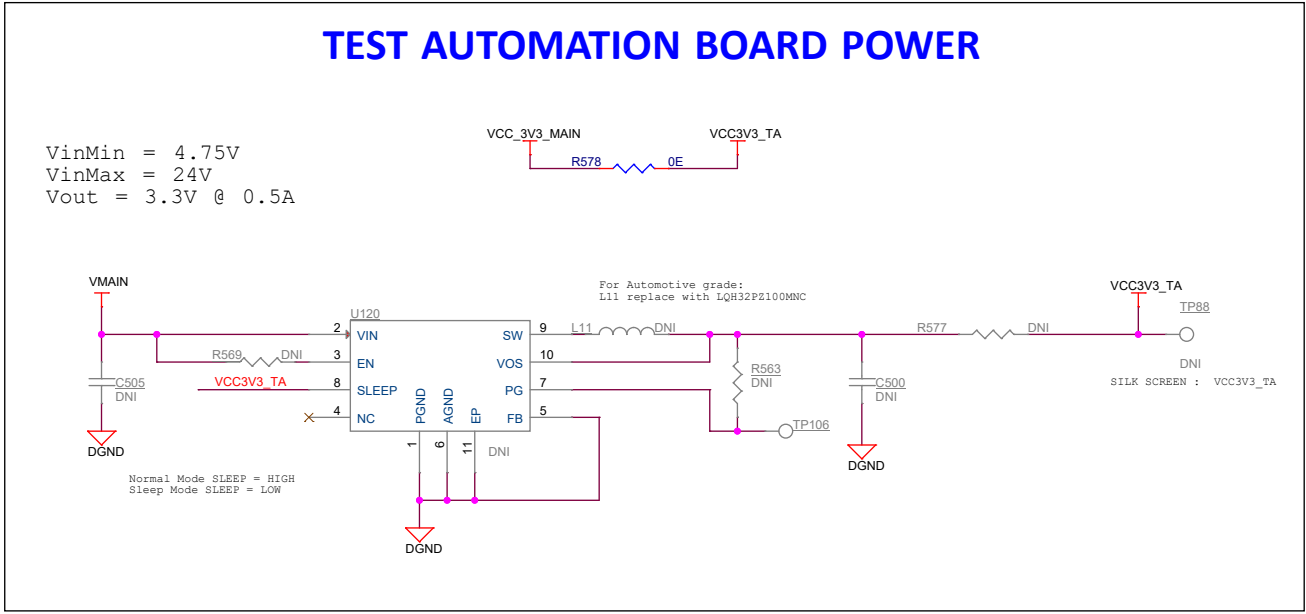 TEST AUTOMATION BOARD POWER
VCC_3V3_MAIN
VCC3V3_TA
R578
0E
VinMin = 4.75V
VinMax = 24V
Vout = 3.3V @ 0.5A
VMAIN
For Automotive grade:
L11 replace with LQH32PZ100MNC
VCC3V3_TA
TP88
U120
2
VIN
SW
9
L11
DNI
R577
DNI
R569
DNI
3
EN
VOS
10
DNI
VCC3V3_TA
8
SLEEP
PG
7
R563
DNI
C505
DNI
C500
DNI
SILK SCREEN : VCC3V3_TA
4
NC
PGND
AGND
EP
FB
5
TP106
1
6
11
DNI
DGND
DGND
Normal Mode SLEEP = HIGH
Sleep Mode SLEEP = LOW
DGND